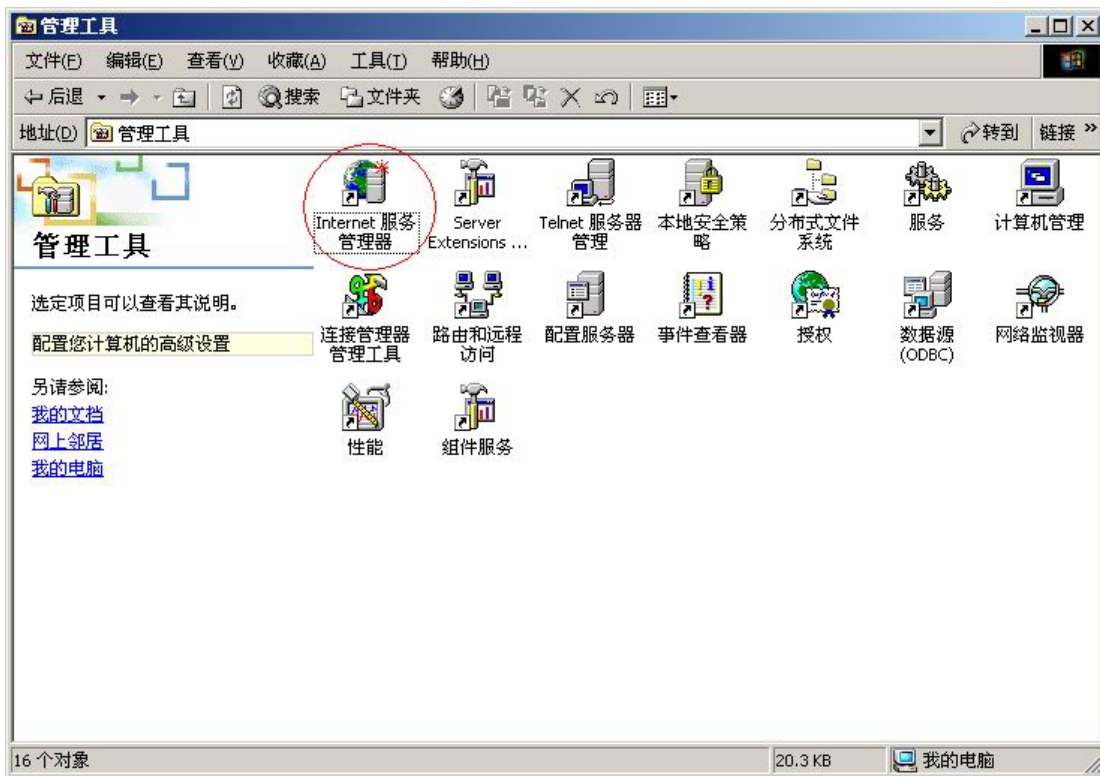 管理工具
文件(F) 编辑(E) 查看(V) 收藏(A) 工具(T) 帮助(H)
后退 搜索 文件夹
地址(D) 管理工具 转到 链接 »
管理工具
选定项目可以查看其说明。
配置您计算机的高级设置
另请参阅:
我的文档
网上邻居
我的电脑
Internet 服务
管理器
Server
Extensions ...
Telnet 服务器
管理
本地安全策
略
分布式文件
系统
服务
计算机管理
连接管理器
管理工具
路由和远程
访问
配置服务器
事件查看器
授权
数据源
(ODBC)
网络监视器
性能
组件服务
16 个对象 20.3 KB 我的电脑